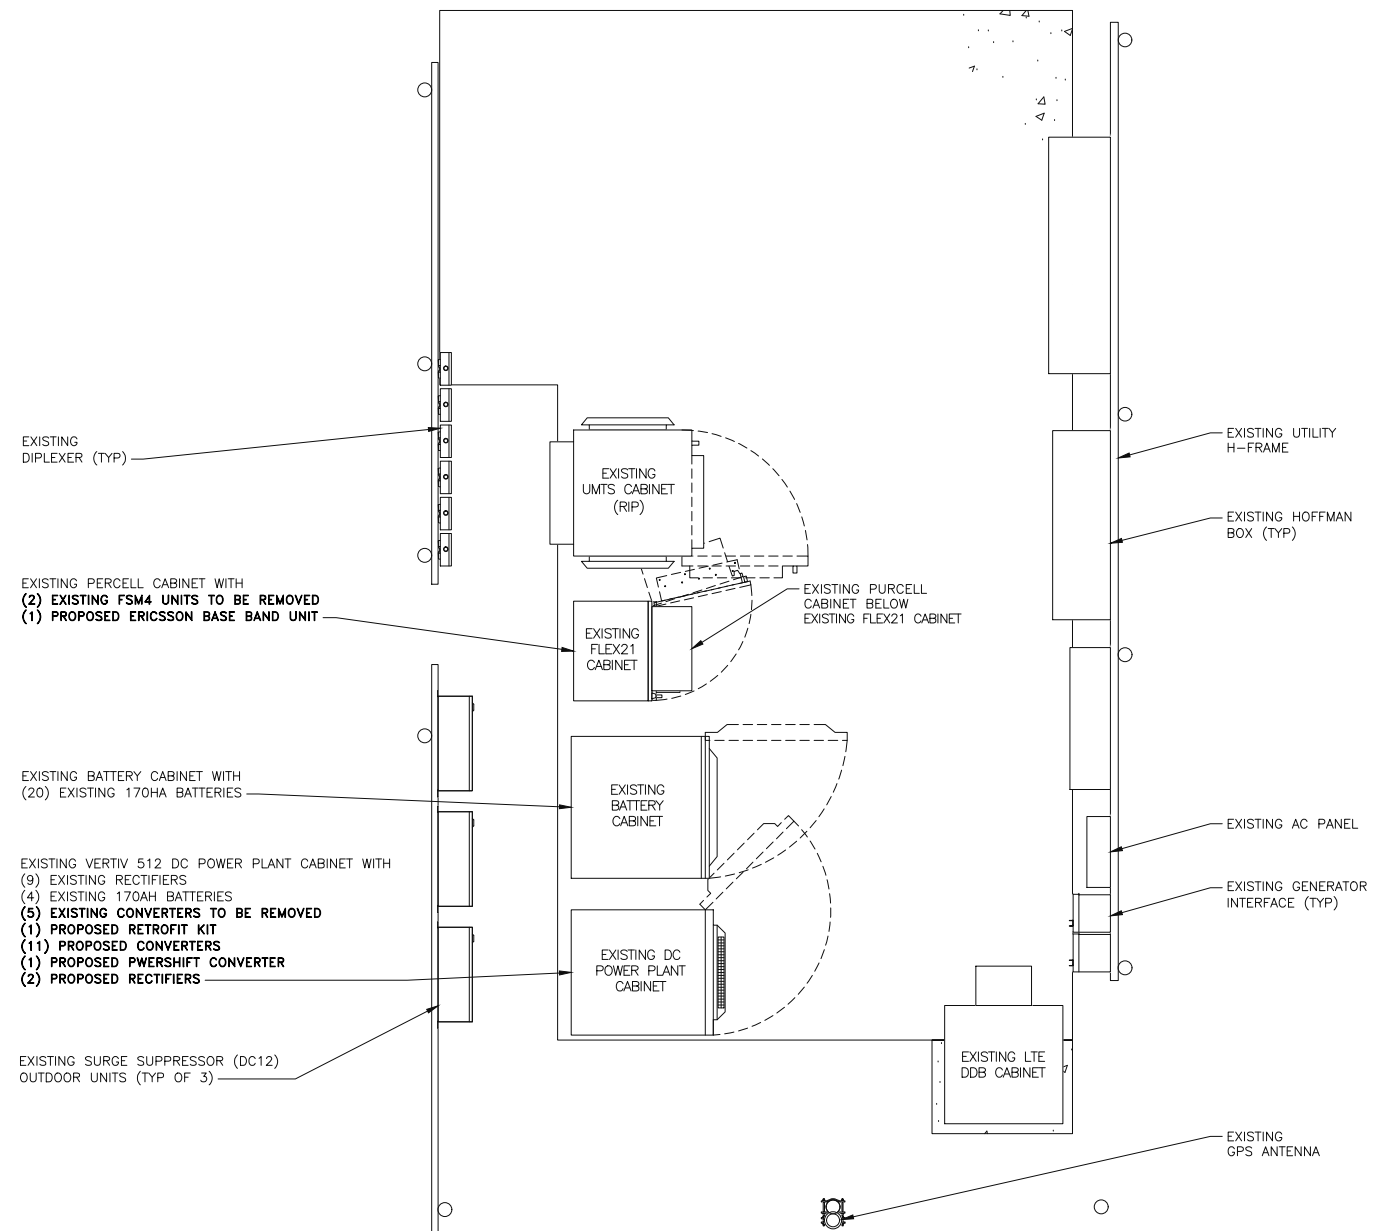 EXISTING
DIPLEXER (TYP)
EXISTING PERCELL CABINET WITH
(2) EXISTING FSM4 UNITS TO BE REMOVED
(1) PROPOSED ERICSSON BASE BAND UNIT
EXISTING BATTERY CABINET WITH
(20) EXISTING 170HA BATTERIES
EXISTING VERTIV 512 DC POWER PLANT CABINET WITH
(9) EXISTING RECTIFIERS
(4) EXISTING 170AH BATTERIES
(5) EXISTING CONVERTERS TO BE REMOVED
(1) PROPOSED RETROFIT KIT
(11) PROPOSED CONVERTERS
(1) PROPOSED PWERSHIFT CONVERTER
(2) PROPOSED RECTIFIERS
EXISTING SURGE SUPPRESSOR (DC12)
OUTDOOR UNITS (TYP OF 3)
EXISTING
UMTS CABINET
(RIP)
EXISTING
FLEX21
CABINET
EXISTING PURCELL
CABINET BELOW
EXISTING FLEX21 CABINET
EXISTING
BATTERY
CABINET
EXISTING DC
POWER PLANT
CABINET
EXISTING LTE
DDB CABINET
EXISTING UTILITY
H-FRAME
EXISTING HOFFMAN
BOX (TYP)
EXISTING AC PANEL
EXISTING GENERATOR
INTERFACE (TYP)
EXISTING
GPS ANTENNA